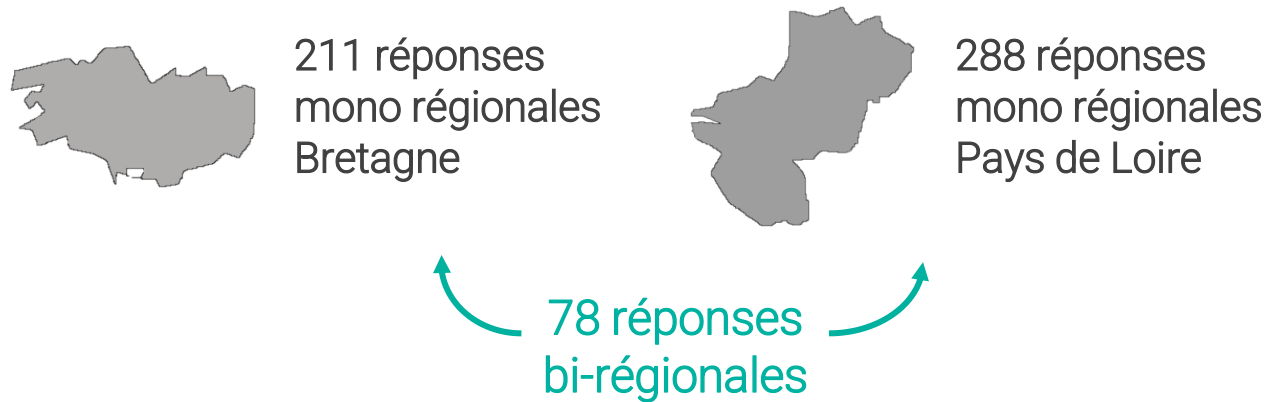 211 réponses
mono régionales
Bretagne
288 réponses
mono régionales
Pays de Loire
78 réponses
bi-régionales